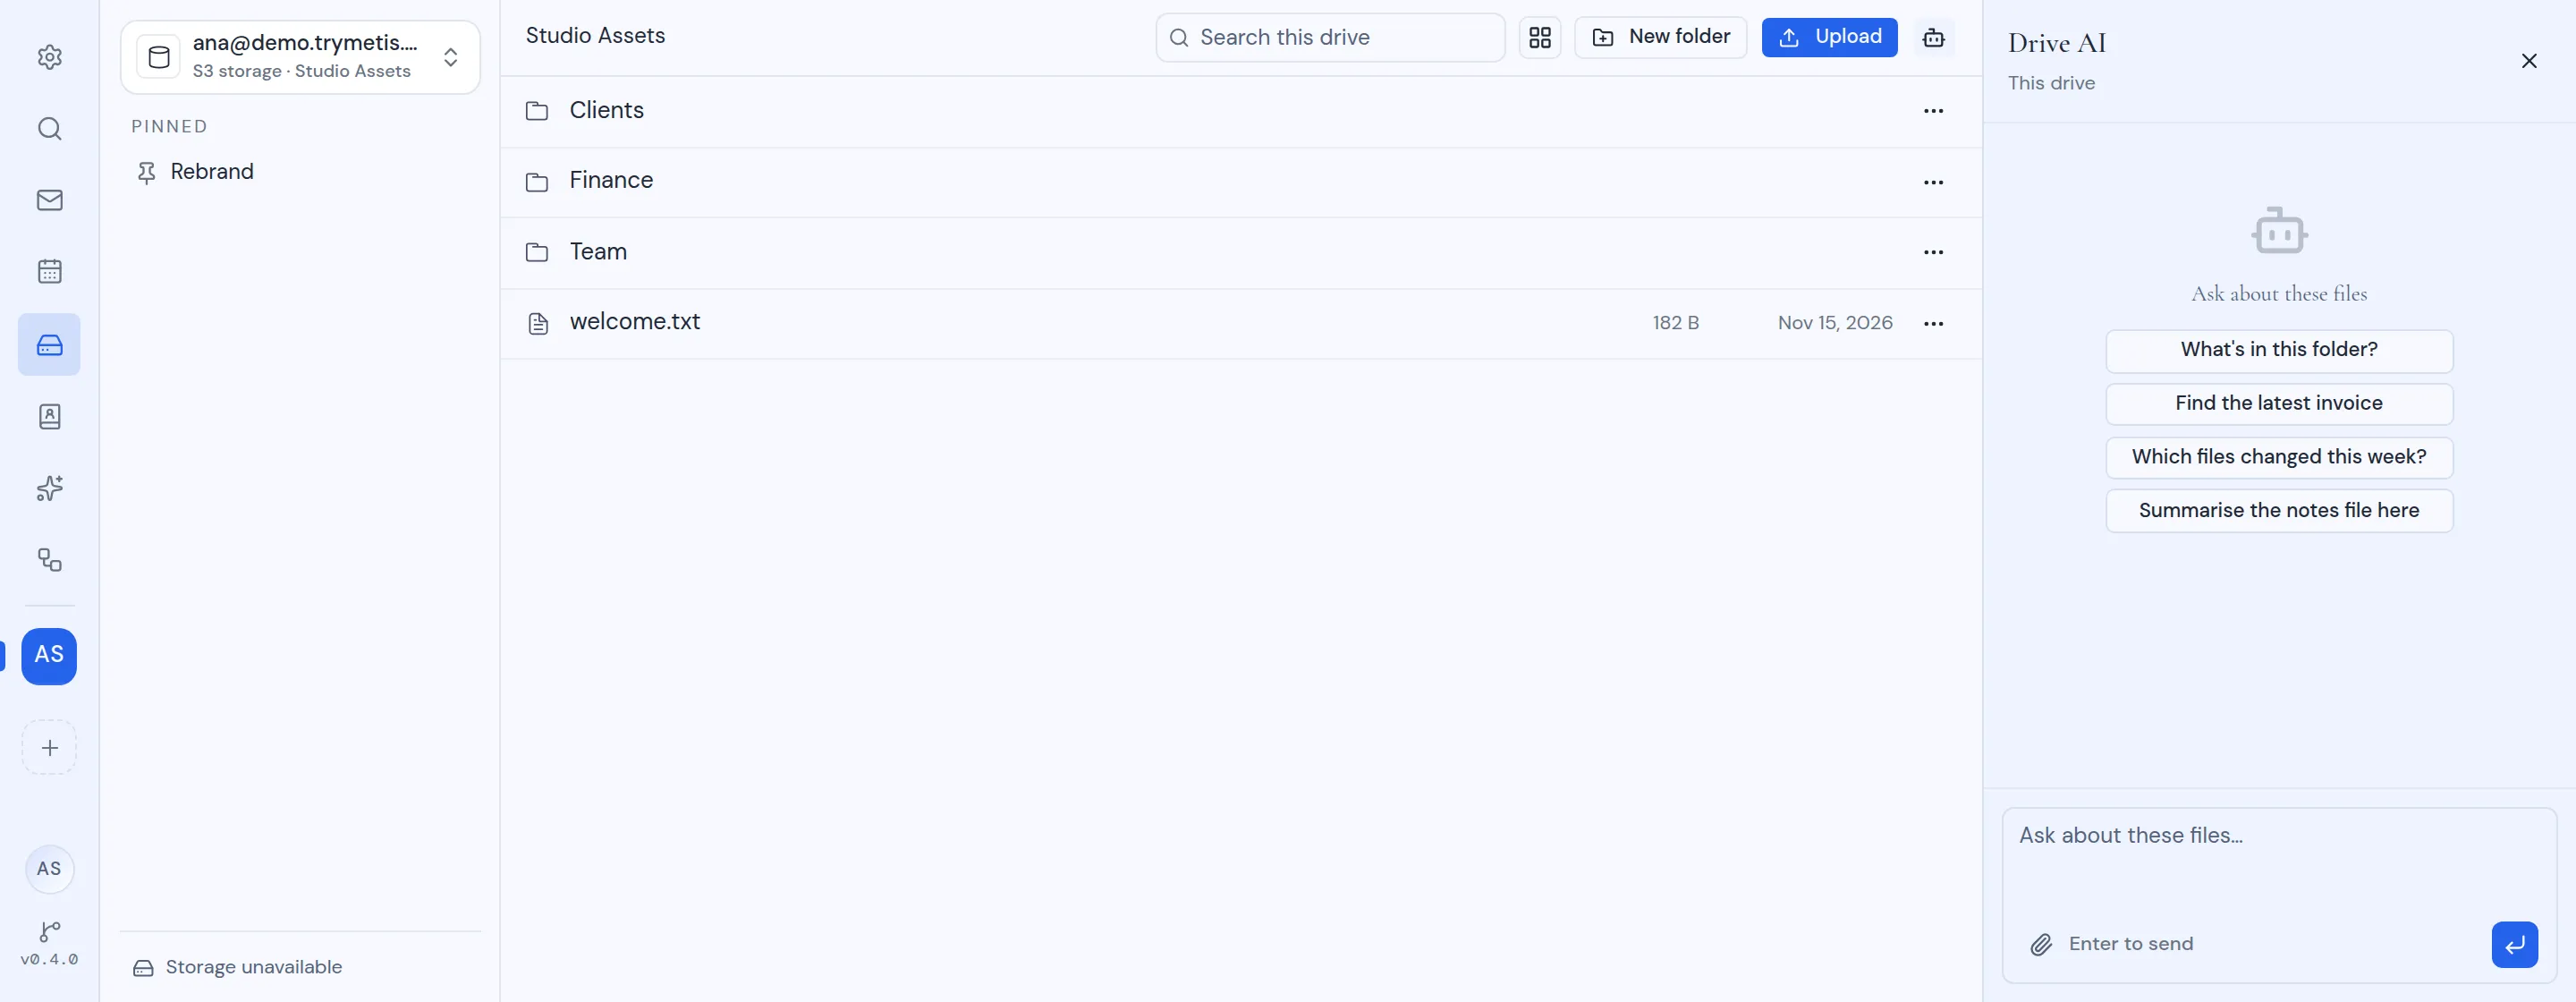 ana@demo.trymetis....
S3 storage · Studio Assets
PINNED
Rebrand
AS
AS
v0.4.0
Storage unavailable
Studio Assets
Search this drive
New folder
Upload
Clients
Finance
Team
welcome.txt 182 B Nov 15, 2026
Drive AI
This drive
Ask about these files
What's in this folder?
Find the latest invoice
Which files changed this week?
Summarise the notes file here
Ask about these files...
Enter to send